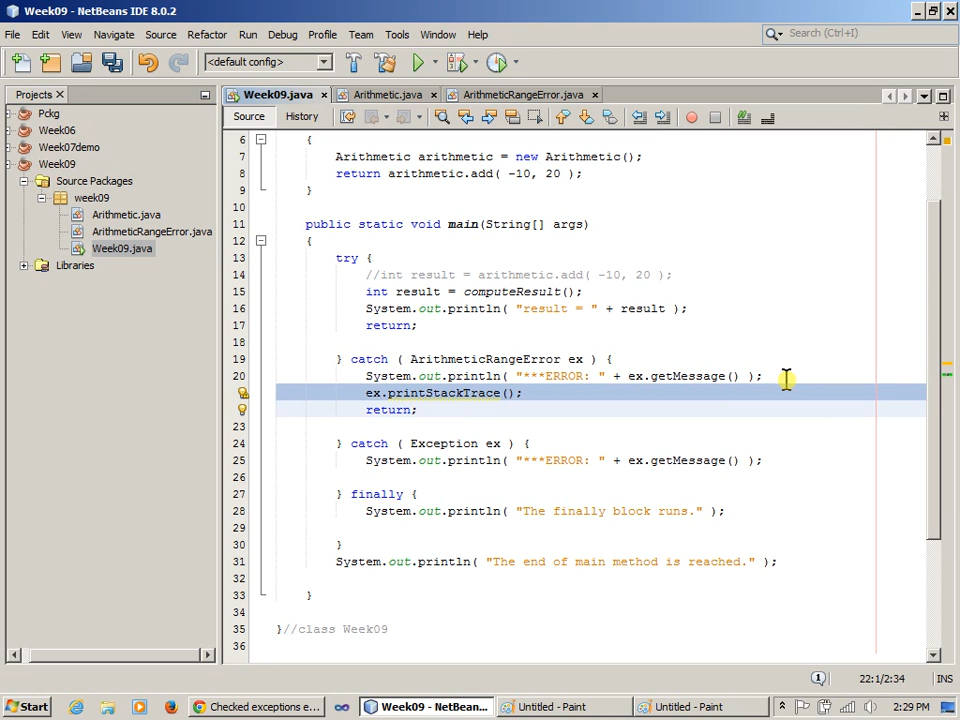 Week09 - NetBeans IDE 8.0.2
File Edit View Navigate Source Refactor Run Debug Profile Team Tools Window Help
Search (Ctrl+I)
<default config>
Projects
Week09.java Arithmetic.java ArithmeticRangeError.java
Source History
Pckg
Week06
Week07demo
Week09
Source Packages
week09
Arithmetic.java
ArithmeticRangeError.java
Week09.java
Libraries
6 {
7 Arithmetic arithmetic = new Arithmetic();
8 return arithmetic.add( -10, 20 );
9 }
10
11 public static void main(String[] args)
12 {
13 try {
14 //int result = arithmetic.add( -10, 20 );
15 int result = computeResult();
16 System.out.println( "result = " + result );
17 return;
18
19 } catch ( ArithmeticRangeError ex ) {
20 System.out.println( "***ERROR: " + ex.getMessage() );
ex.printStackTrace();
return;
23
24 } catch ( Exception ex ) {
25 System.out.println( "***ERROR: " + ex.getMessage() );
26
27 } finally {
28 System.out.println( "The finally block runs." );
29
30 }
31 System.out.println( "The end of main method is reached." );
32
33 }
34
35 }//class Week09
36
1 22:1/2:34 INS
Start Checked exceptions e... Week09 - NetBean... Untitled - Paint Untitled - Paint 2:29 PM